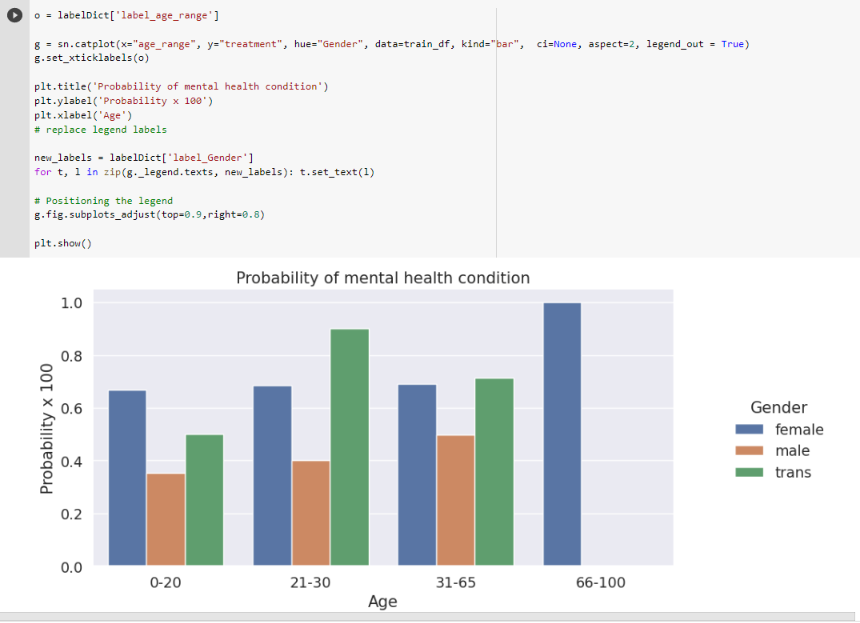 o = labelDict['label_age_range']
g = sn.catplot(x="age_range", y="treatment", hue="Gender", data=train_df, kind="bar",  ci=None, aspect=2, legend_out = True)
g.set_xticklabels(o)
plt.title('Probability of mental health condition')
plt.ylabel('Probability x 100')
plt.xlabel('Age')
# replace legend labels
new_labels = labelDict['label_Gender']
for t, l in zip(g._legend.texts, new_labels): t.set_text(l)
# Positioning the legend
g.fig.subplots_adjust(top=0.9,right=0.8)
plt.show()
Probability of mental health condition
1.0
0.8
0.6
0.4
0.2
0.0
Probability x 100
0-20 21-30 31-65 66-100
Age
Gender
female
male
trans